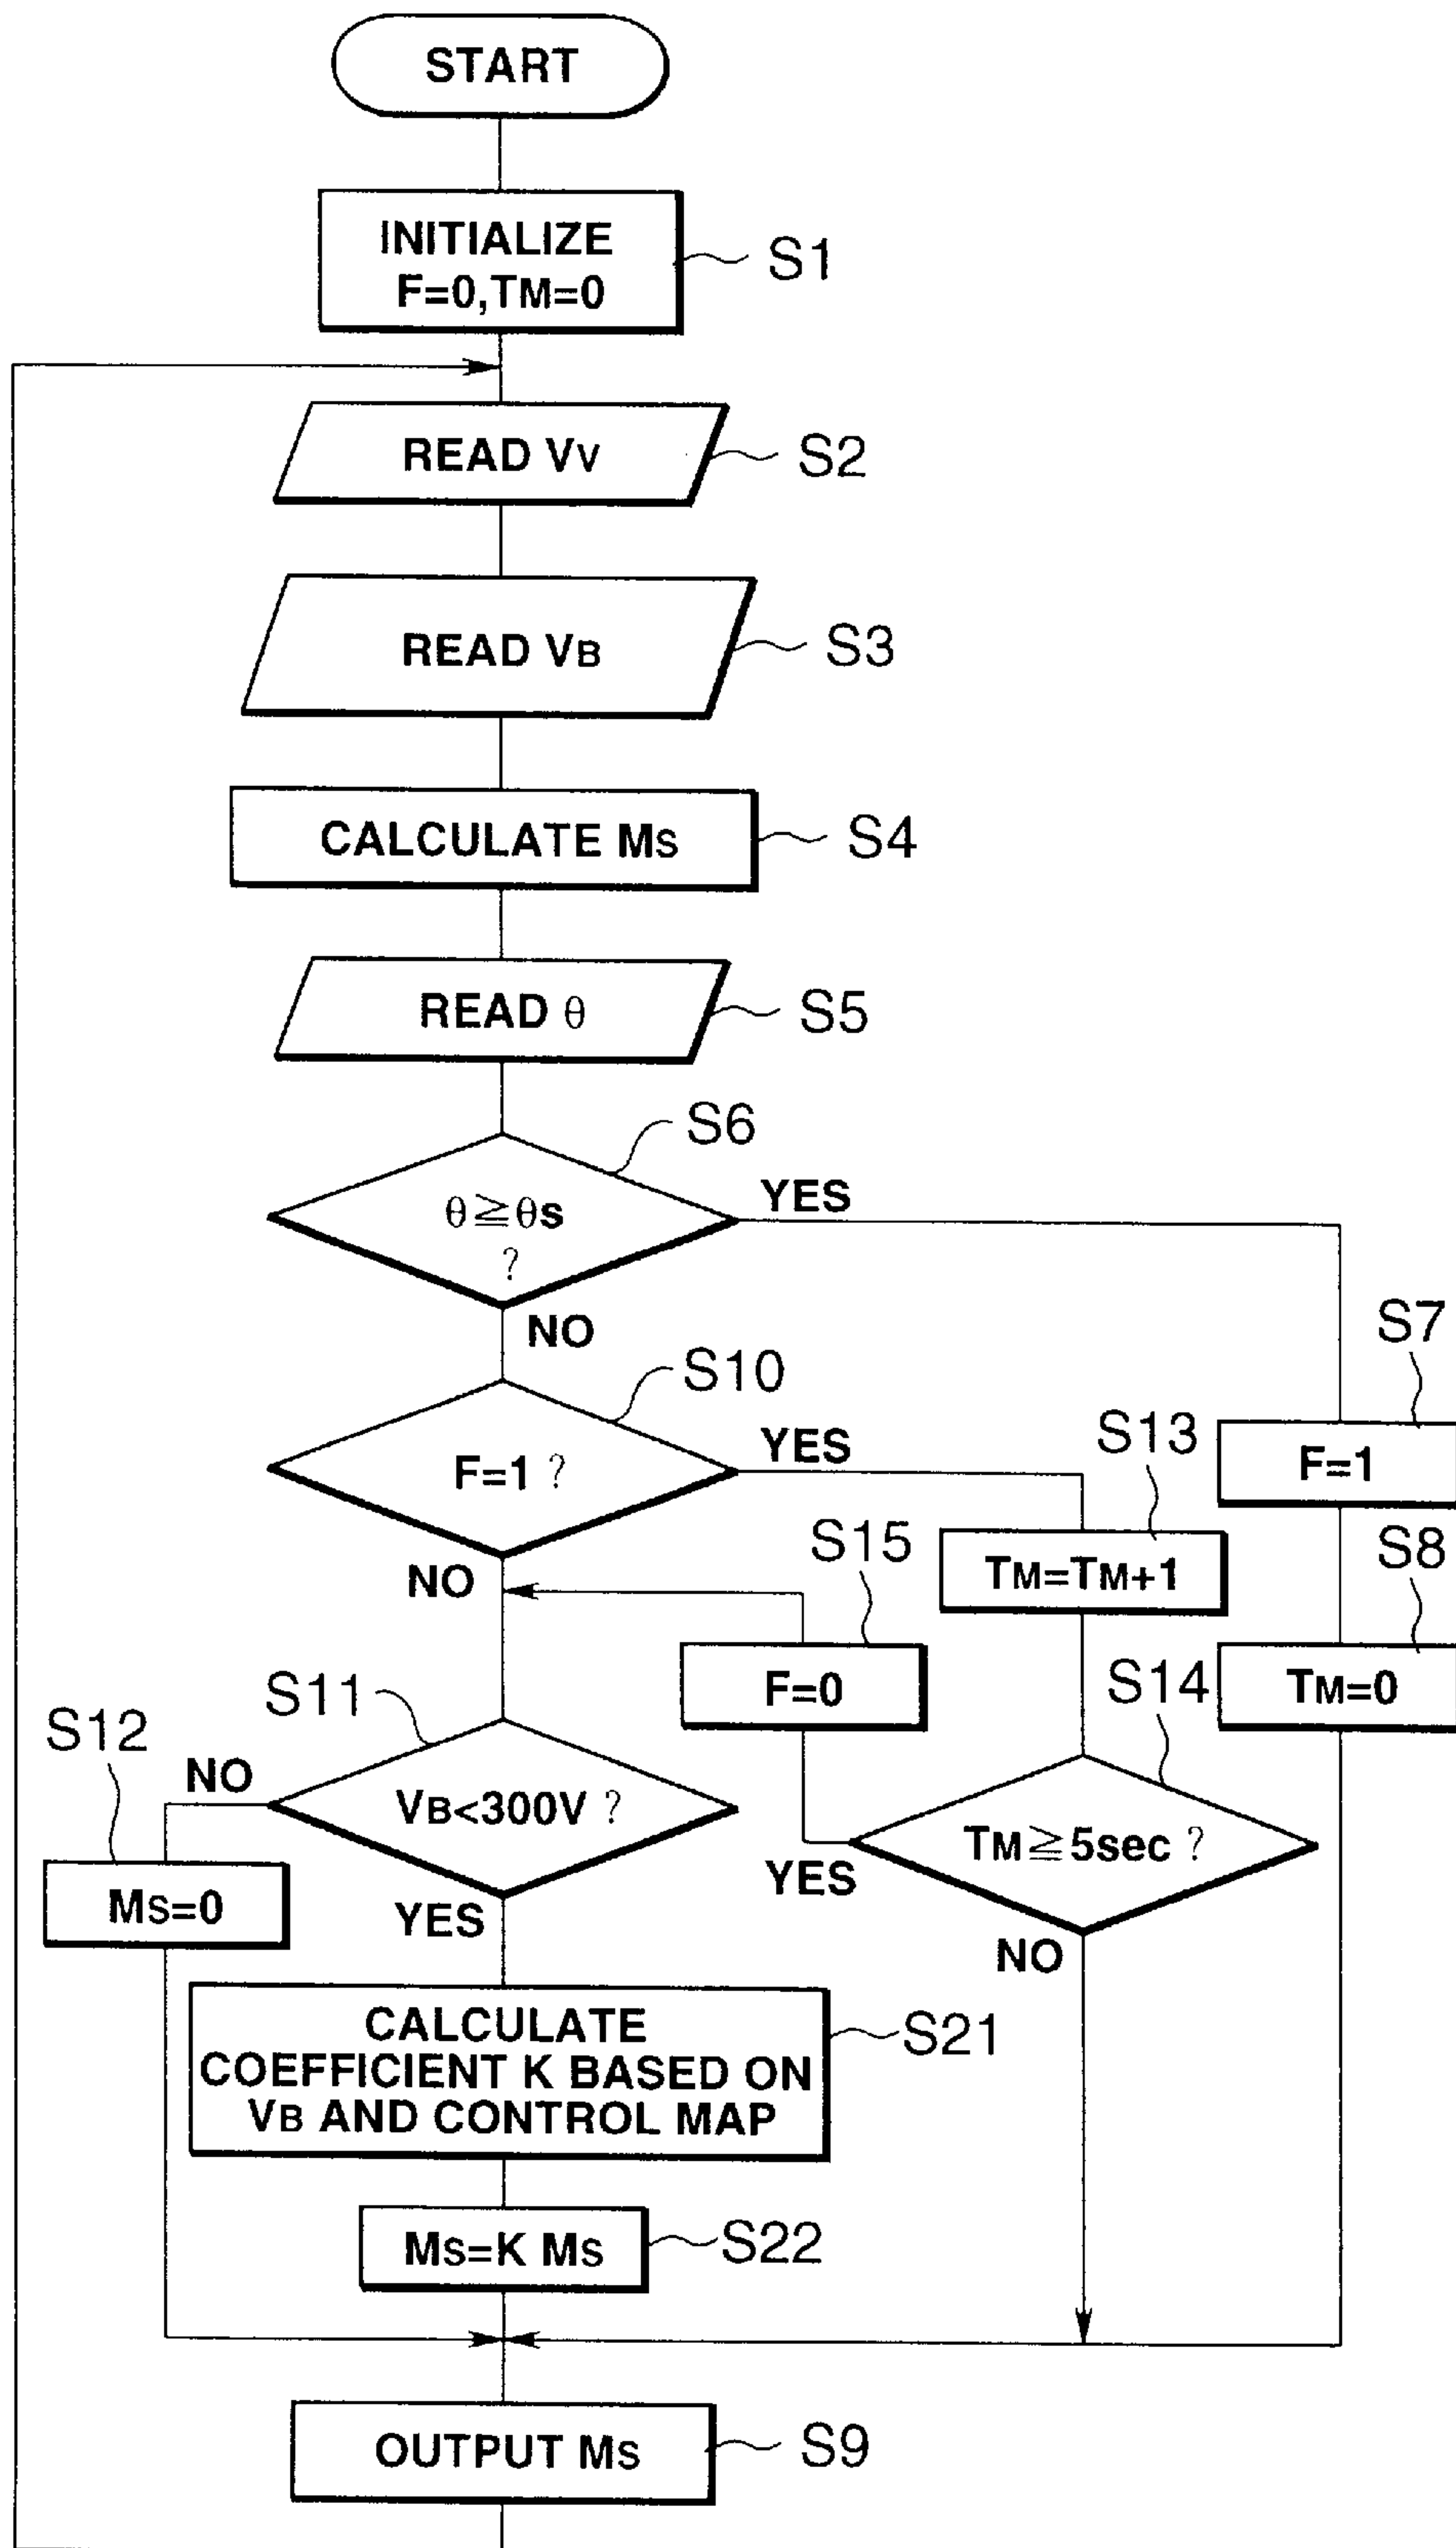 START
INITIALIZE
F=0,TM=0
S1
READ VV
S2
READ VB
S3
CALCULATE MS
S4
READ θ
S5
S6
θ≧θs
?
YES
NO
S7
S10
F=1 ?
YES
S13
F=1
NO
S15
TM=TM+1
S8
F=0
S14
TM=0
S11
S12
NO
VB<300V ?
TM≧5sec ?
YES
MS=0
YES
NO
CALCULATE
COEFFICIENT K BASED ON
VB AND CONTROL MAP
S21
MS=K MS
S22
OUTPUT MS
S9